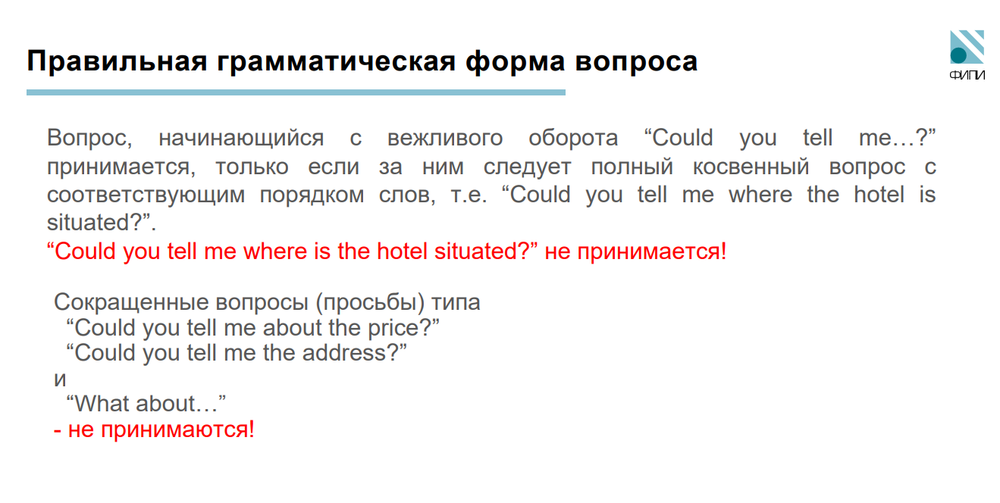 Правильная грамматическая форма вопроса
ФИПИ
Вопрос, начинающийся с вежливого оборота “Could you tell me…?”
принимается, только если за ним следует полный косвенный вопрос с
соответствующим порядком слов, т.е. “Could you tell me where the hotel is
situated?”.
“Could you tell me where is the hotel situated?” не принимается!
Сокращенные вопросы (просьбы) типа
“Could you tell me about the price?”
“Could you tell me the address?”
и
“What about…”
- не принимаются!